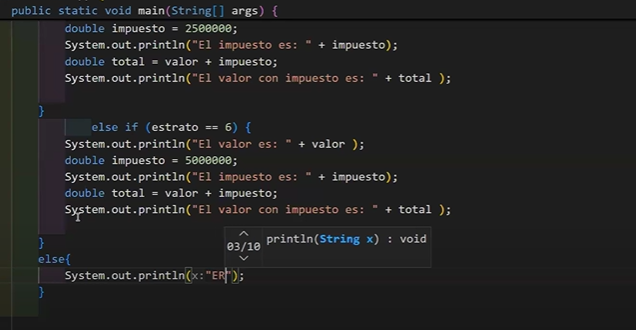 public static void main(String[] args) {
double impuesto = 2500000;
System.out.println("El impuesto es: " + impuesto);
double total = valor + impuesto;
System.out.println("El valor con impuesto es: " + total );
}
else if (estrato == 6) {
System.out.println("El valor es: " + valor );
double impuesto = 5000000;
System.out.println("El impuesto es: " + impuesto);
double total = valor + impuesto;
System.out.println("El valor con impuesto es: " + total );
}
03/10 println(String x) : void
else{
System.out.println(x:"ER");
}